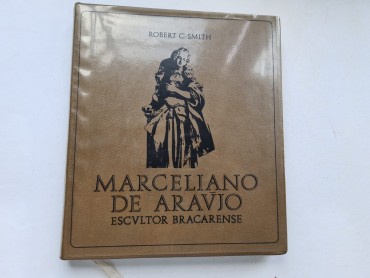 ROBERT C. SMITH
MARCELIANO
DE ARAVJO
ESCVLTOR BRACARENSE